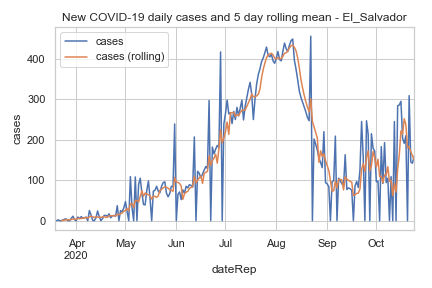 New COVID-19 daily cases and 5 day rolling mean - El_Salvador
cases
cases (rolling)
400
300
200
100
0
cases
Apr May Jun Jul Aug Sep Oct
2020
dateRep